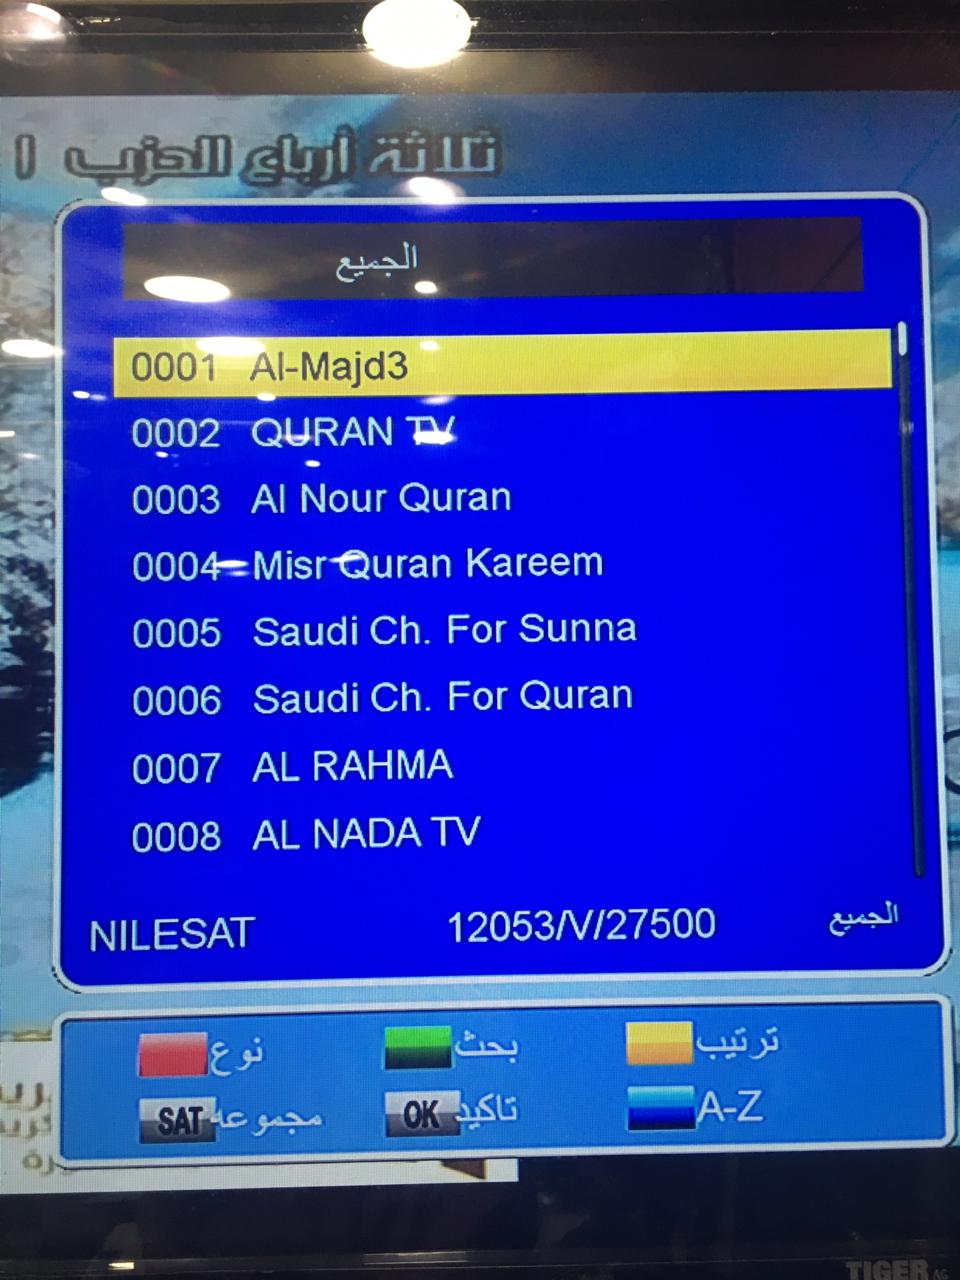 ثلاثة أرباع الحزب ا
الجميع
0001 Al-Majd3
0002 QURAN TV
0003 Al Nour Quran
0004 Misr Quran Kareem
0005 Saudi Ch. For Sunna
0006 Saudi Ch. For Quran
0007 AL RAHMA
0008 AL NADA TV
NILESAT 12053/V/27500 الجميع
نوع بحث ترتيب
SAT مجموعه OK تاكيد A-Z
TIGER